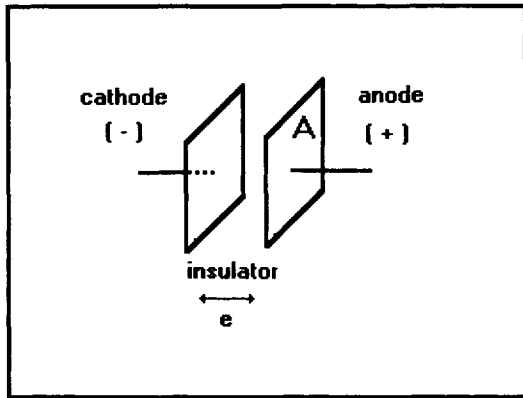 cathode
( - )
anode
( + )
A
insulator
e